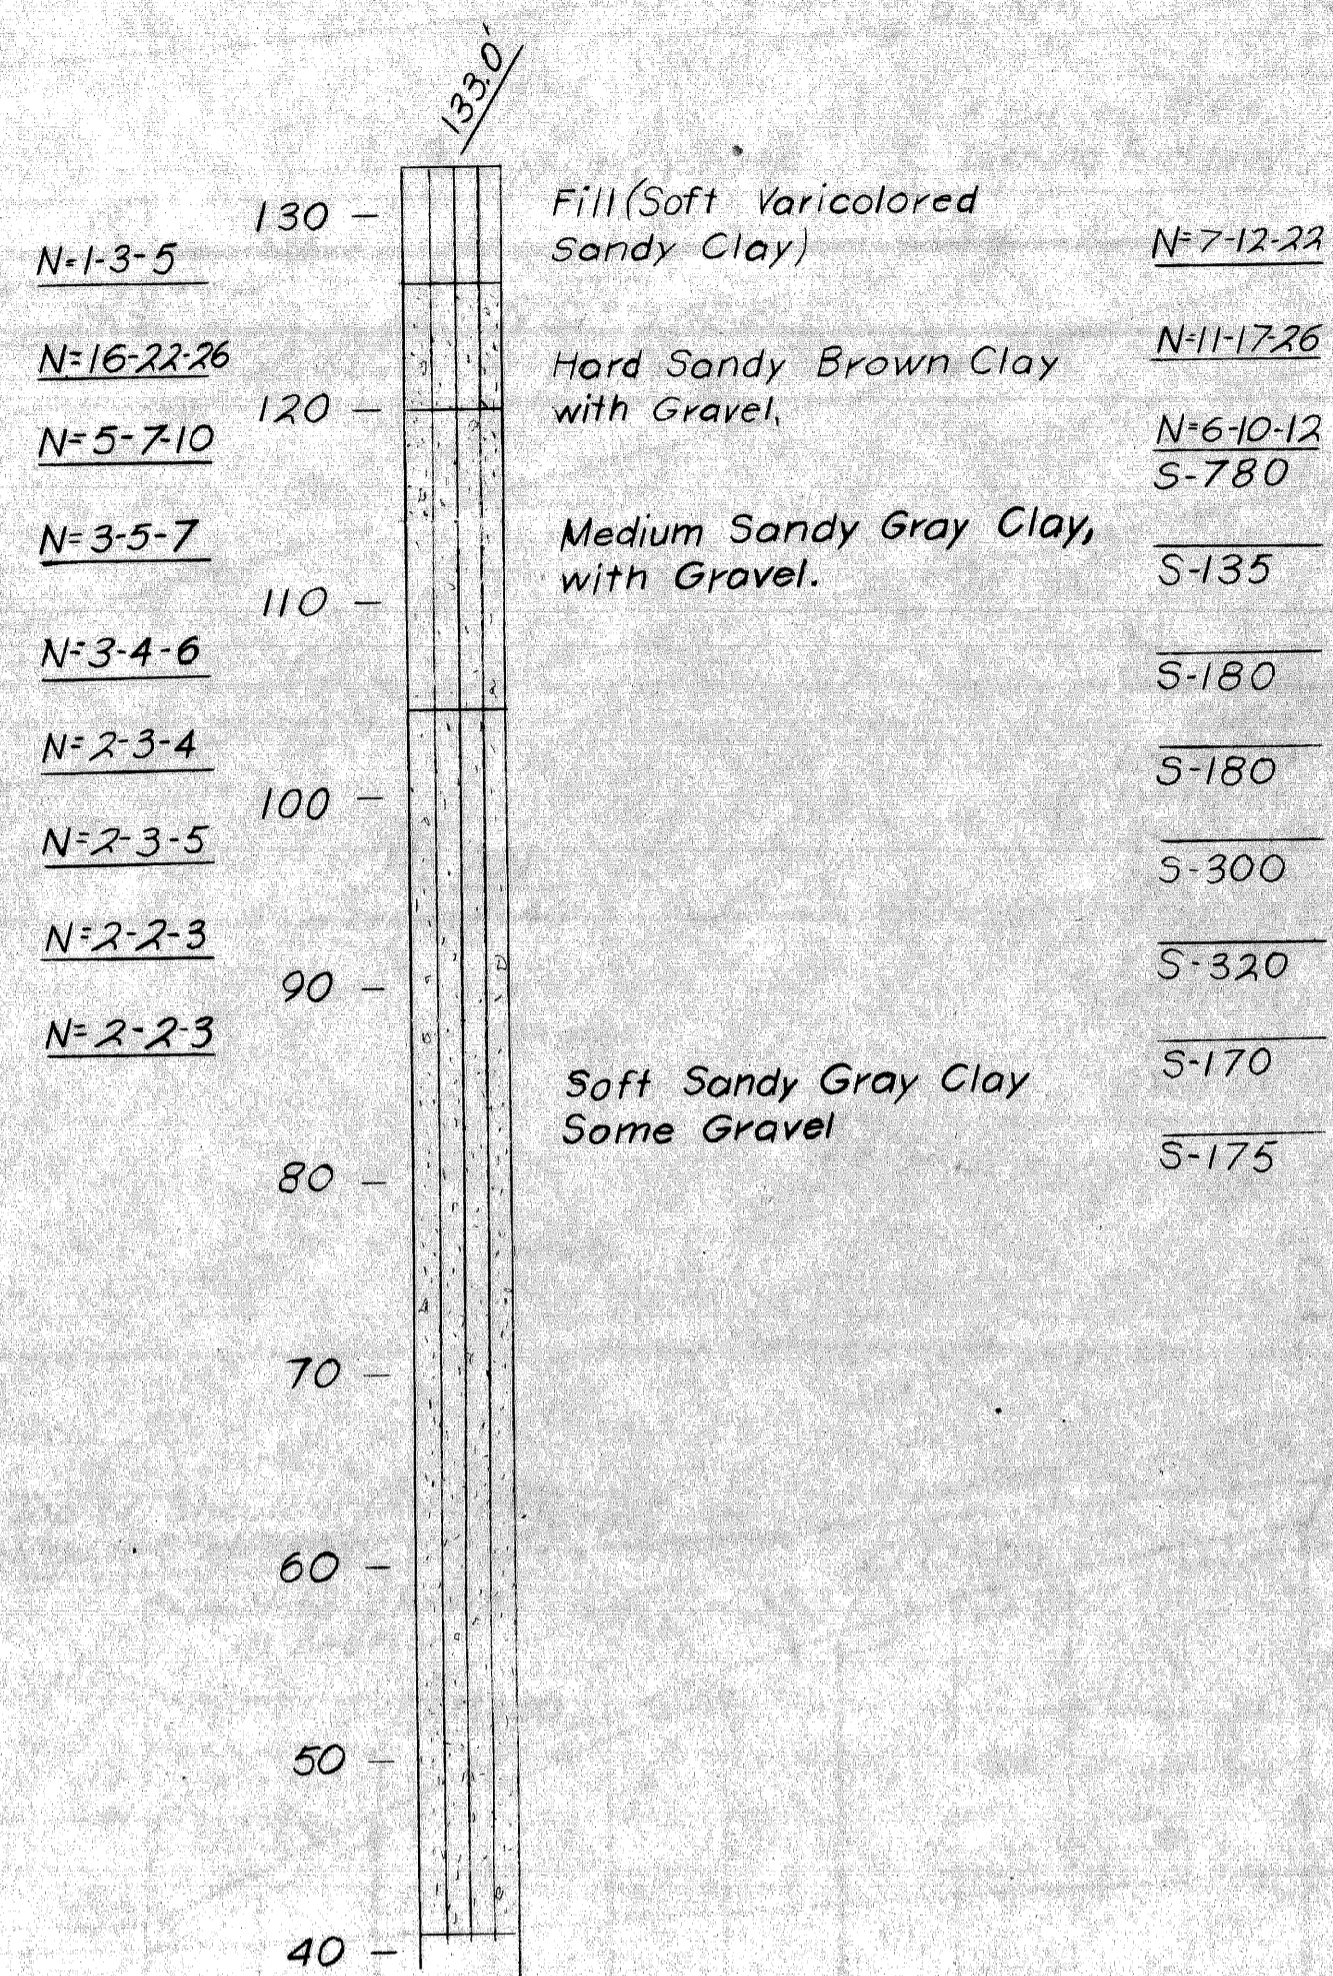 133.0'
130
Fill (Soft Varicolored
Sandy Clay)
N=1-3-5
N=7-12-22
N=16-22-26
N=11-17-26
Hard Sandy Brown Clay
with Gravel.
120
N=5-7-10
N=6-10-12
S-780
N=3-5-7
Medium Sandy Gray Clay,
with Gravel.
S-135
110
N=3-4-6
S-180
N=2-3-4
S-180
100
N=2-3-5
S-300
N=2-2-3
S-320
90
N=2-2-3
S-170
Soft Sandy Gray Clay
Some Gravel
S-175
80
70
60
50
40